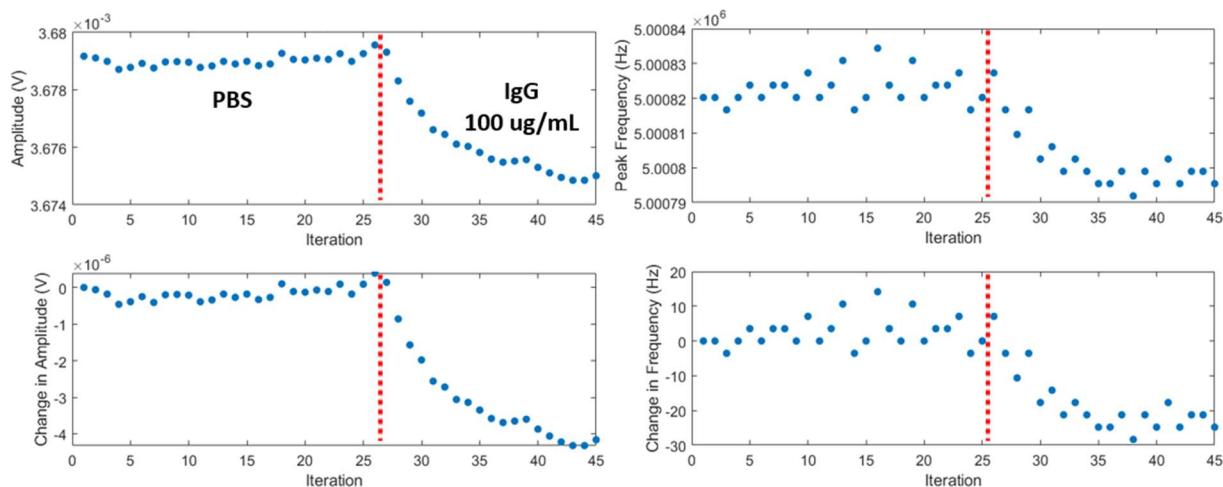 ×10⁻³
3.68
3.678
3.676
3.674
Amplitude (V)
PBS
IgG
100 ug/mL
0 5 10 15 20 25 30 35 40 45
Iteration
×10⁶
5.00084
5.00083
5.00082
5.00081
5.0008
5.00079
Peak Frequency (Hz)
0 5 10 15 20 25 30 35 40 45
Iteration
×10⁻⁶
0
-1
-2
-3
-4
Change in Amplitude (V)
0 5 10 15 20 25 30 35 40 45
Iteration
20
10
0
-10
-20
-30
Change in Frequency (Hz)
0 5 10 15 20 25 30 35 40 45
Iteration